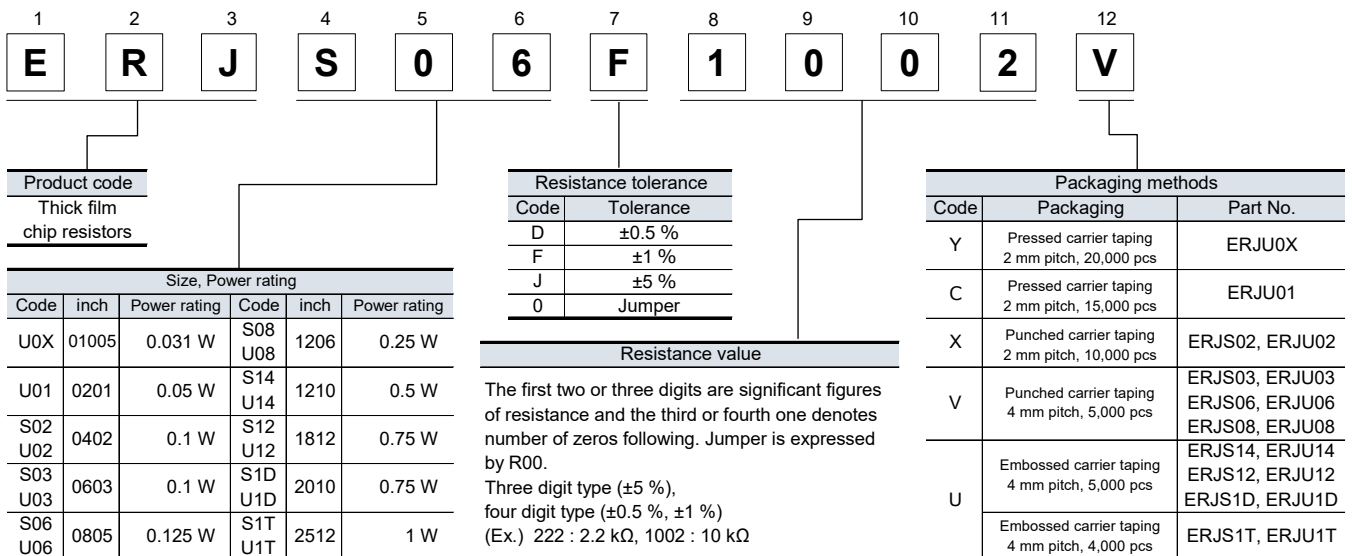 1 2 3 4 5 6 7 8 9 10 11 12
E R J S 0 6 F 1 0 0 2 V
Product code
Thick film
chip resistors
Size, Power rating
Code inch Power rating Code inch Power rating
U0X 01005 0.031 W S08 U08 1206 0.25 W
U01 0201 0.05 W S14 U14 1210 0.5 W
S02 U02 0402 0.1 W S12 U12 1812 0.75 W
S03 U03 0603 0.1 W S1D U1D 2010 0.75 W
S06 U06 0805 0.125 W S1T U1T 2512 1 W
Resistance tolerance
Code Tolerance
D ±0.5 %
F ±1 %
J ±5 %
0 Jumper
Resistance value
The first two or three digits are significant figures
of resistance and the third or fourth one denotes
number of zeros following. Jumper is expressed
by R00.
Three digit type (±5 %),
four digit type (±0.5 %, ±1 %)
(Ex.) 222 : 2.2 kΩ, 1002 : 10 kΩ
Packaging methods
Code Packaging Part No.
Y Pressed carrier taping
2 mm pitch, 20,000 pcs ERJU0X
C Pressed carrier taping
2 mm pitch, 15,000 pcs ERJU01
X Punched carrier taping
2 mm pitch, 10,000 pcs ERJS02, ERJU02
V Punched carrier taping
4 mm pitch, 5,000 pcs ERJS03, ERJU03
ERJS06, ERJU06
ERJS08, ERJU08
U Embossed carrier taping
4 mm pitch, 5,000 pcs ERJS14, ERJU14
ERJS12, ERJU12
ERJS1D, ERJU1D
Embossed carrier taping
4 mm pitch, 4,000 pcs ERJS1T, ERJU1T